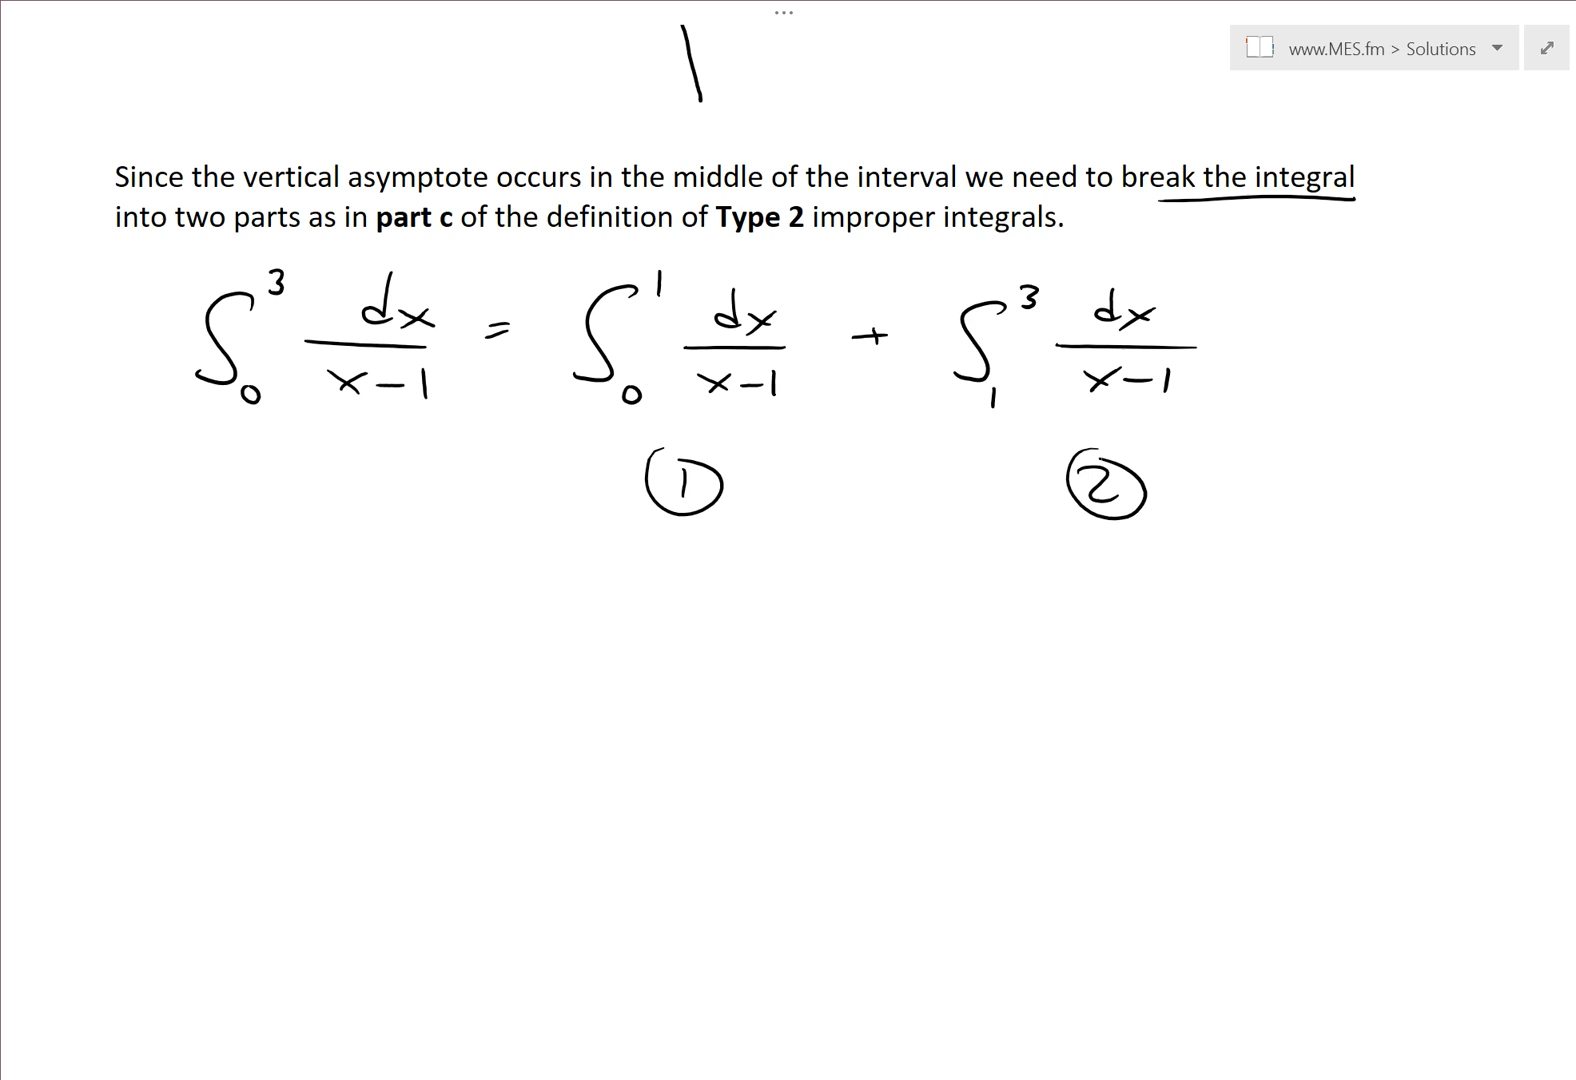 www.MES.fm > Solutions
Since the vertical asymptote occurs in the middle of the interval we need to break the integral
into two parts as in part c of the definition of Type 2 improper integrals.
∫₀³ dx/(x-1) = ∫₀¹ dx/(x-1) + ∫₁³ dx/(x-1)
① ②